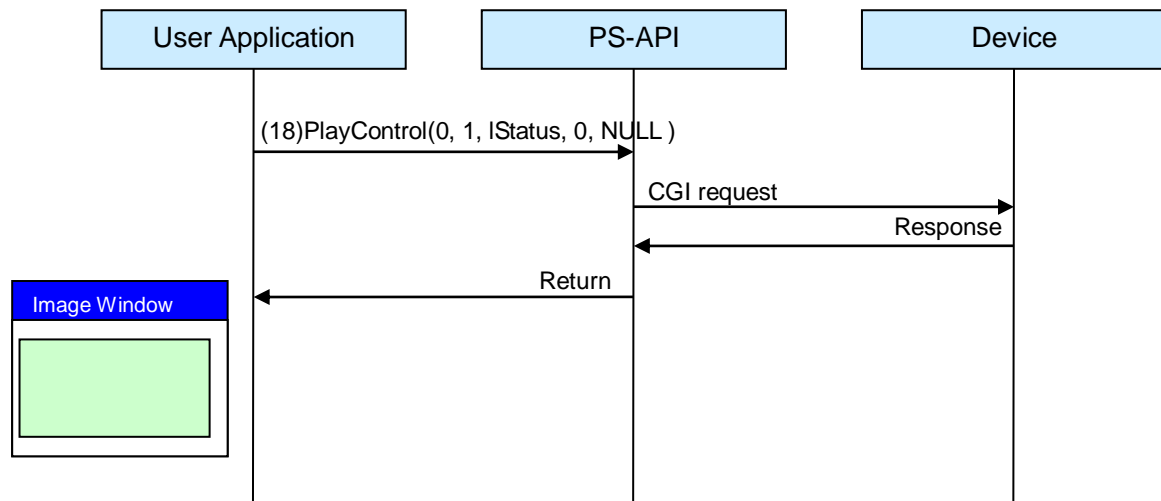 User Application
PS-API
Device
(18)PlayControl(0, 1, lStatus, 0, NULL )
CGI request
Response
Return
Image Window